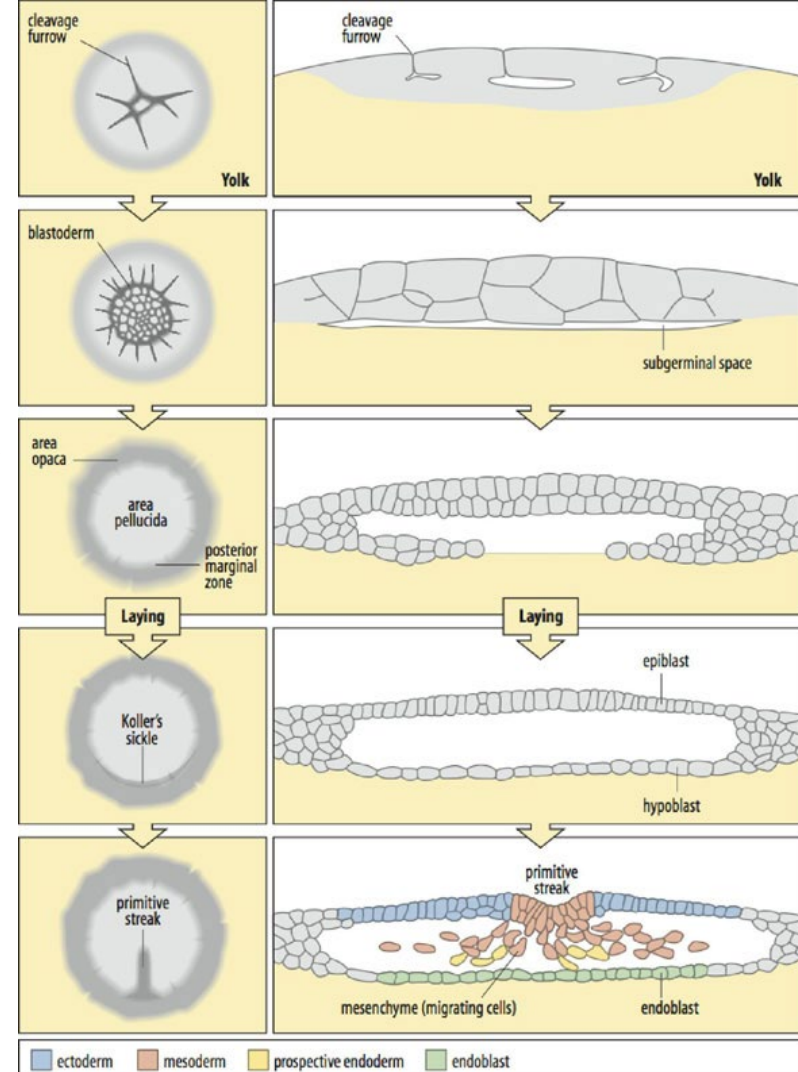 cleavage
furrow
Yolk
cleavage
furrow
Yolk
blastoderm
subgerminal space
area
opaca
area
pellucida
posterior
marginal
zone
Laying
Laying
Koller's
sickle
epiblast
hypoblast
primitive
streak
primitive
streak
mesenchyme (migrating cells)
endoblast
ectoderm mesoderm prospective endoderm endoblast